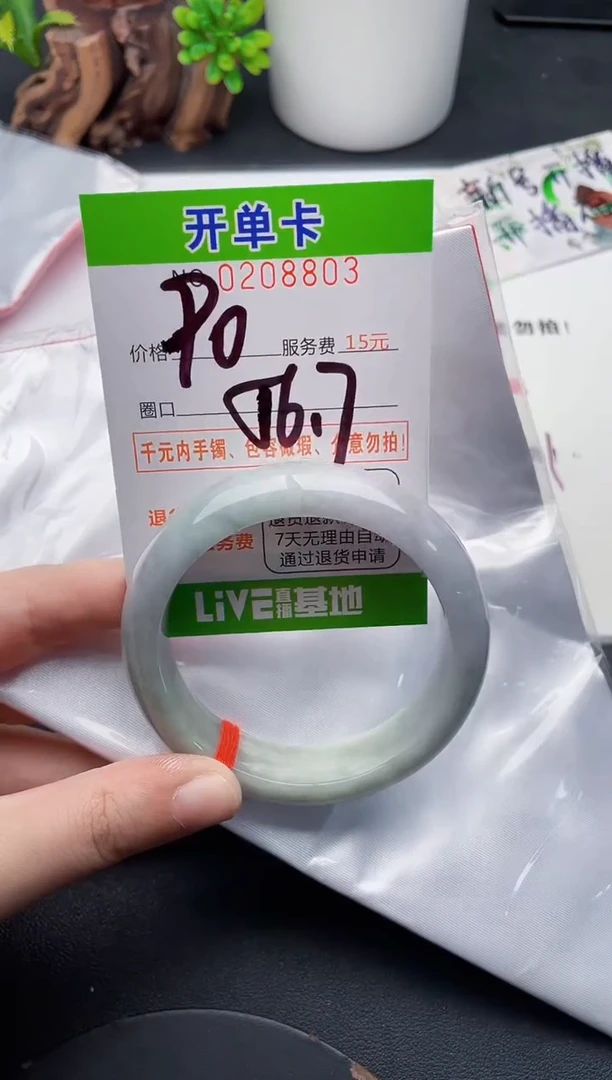 开单卡
NO 0208803
价格 P0 服务费 15元
圈口 56.7
千元内手镯、包容微瑕、介意勿拍！
退
务费
退货退款
7天无理由自动
通过退货申请
LiVE直播基地
勿拍！